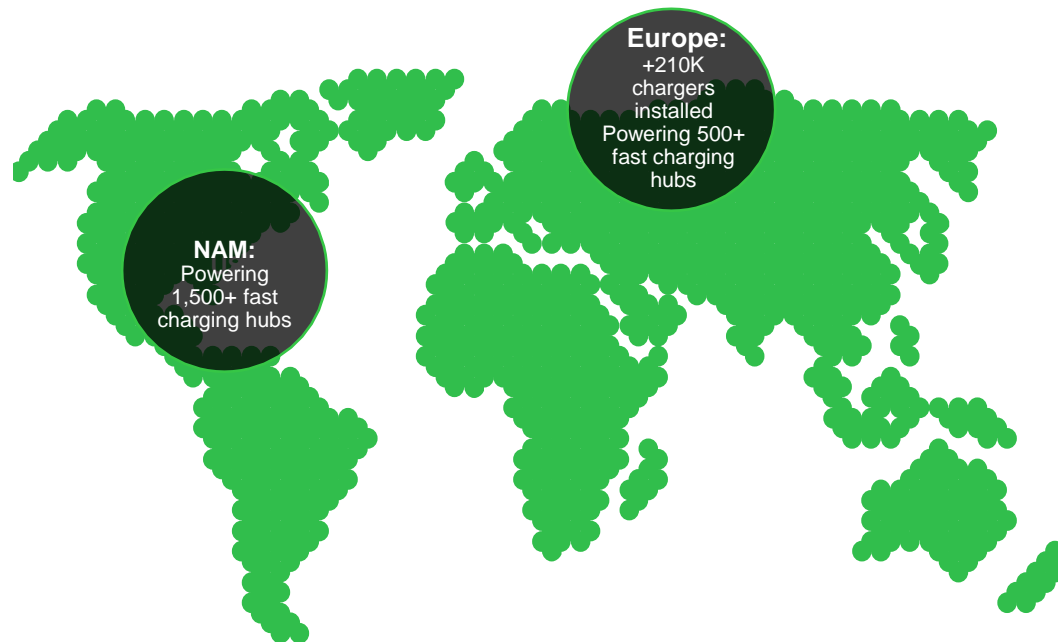 Europe:
+210K
chargers
installed
Powering 500+
fast charging
hubs
NAM:
Powering
1,500+ fast
charging hubs